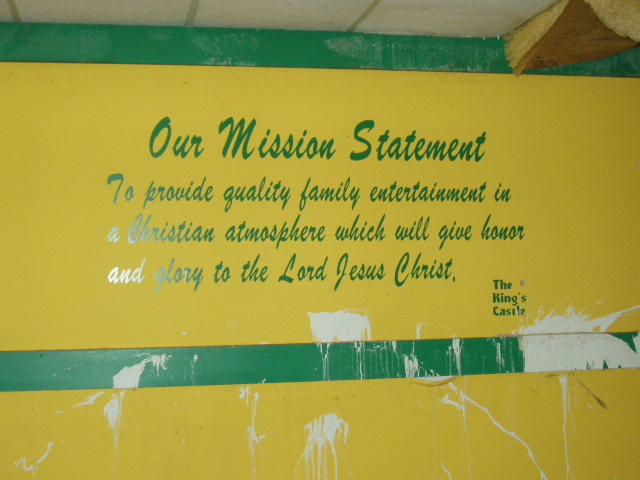 Our Mission Statement
To provide quality family entertainment in
a Christian atmosphere which will give honor
and glory to the Lord Jesus Christ.
The
King's
Castle